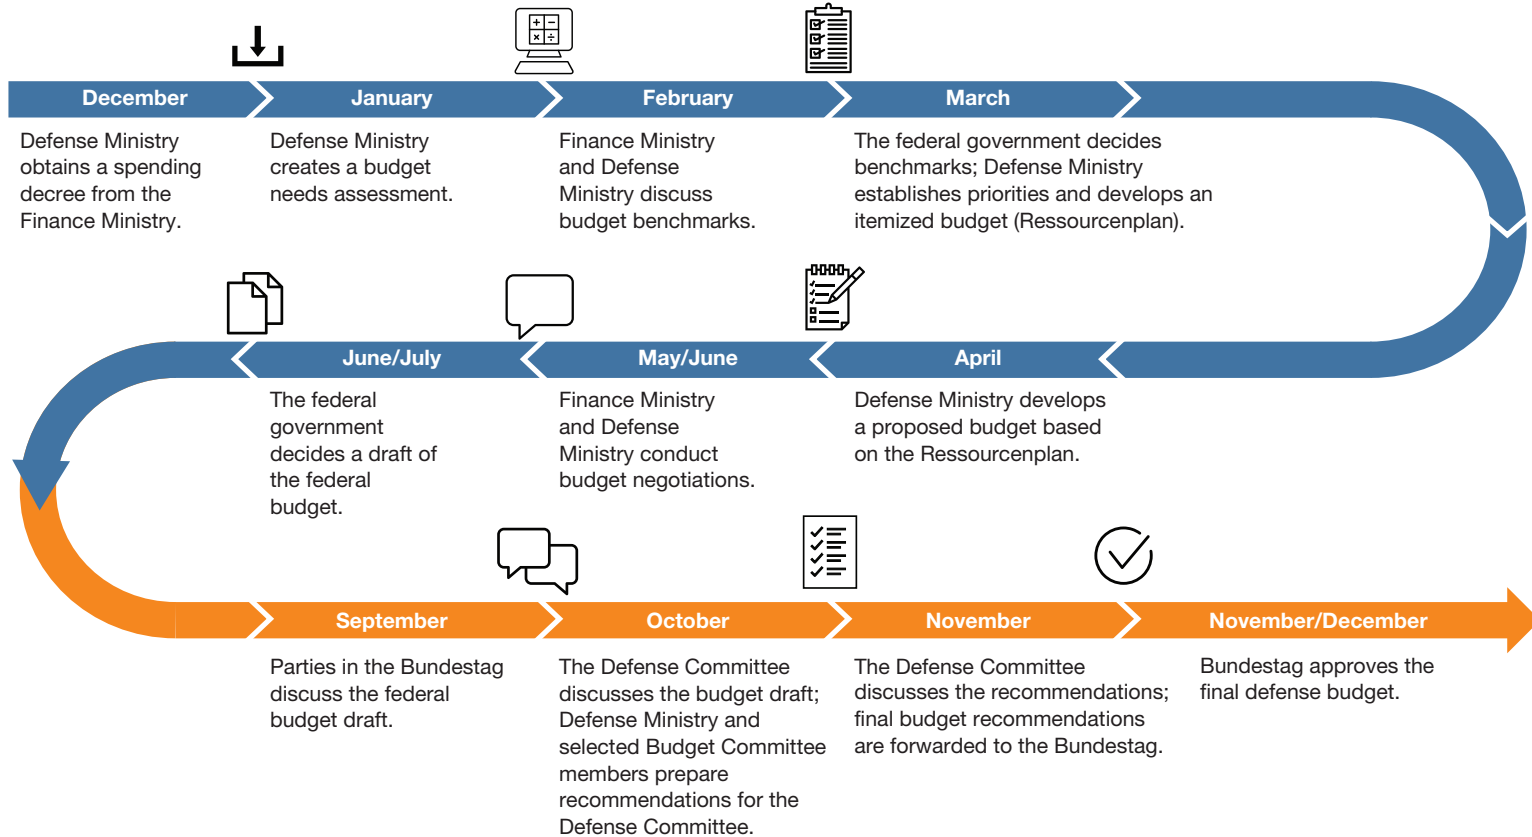 December
January
February
March
Defense Ministry
obtains a spending
decree from the
Finance Ministry.
Defense Ministry
creates a budget
needs assessment.
Finance Ministry
and Defense
Ministry discuss
budget benchmarks.
The federal government decides
benchmarks; Defense Ministry
establishes priorities and develops an
itemized budget (Ressourcenplan).
April
Defense Ministry develops
a proposed budget based
on the Ressourcenplan.
May/June
Finance Ministry
and Defense
Ministry conduct
budget negotiations.
June/July
The federal
government
decides a draft of
the federal
budget.
September
Parties in the Bundestag
discuss the federal
budget draft.
October
The Defense Committee
discusses the budget draft;
Defense Ministry and
selected Budget Committee
members prepare
recommendations for the
Defense Committee.
November
The Defense Committee
discusses the recommendations;
final budget recommendations
are forwarded to the Bundestag.
November/December
Bundestag approves the
final defense budget.